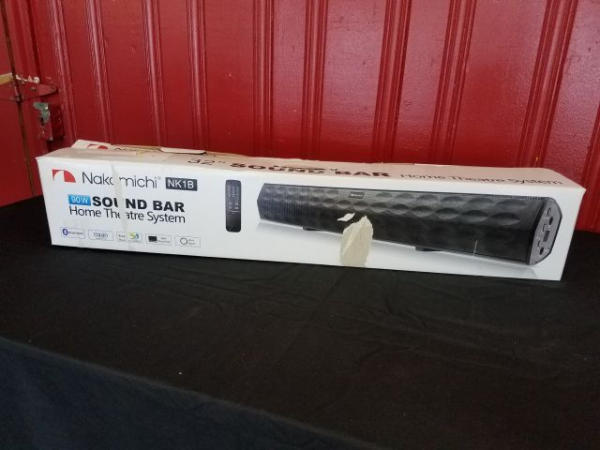 32" SOUND BAR Home Theatre System
Nakamichi NK1B
90W SOUND BAR
Home Theatre System